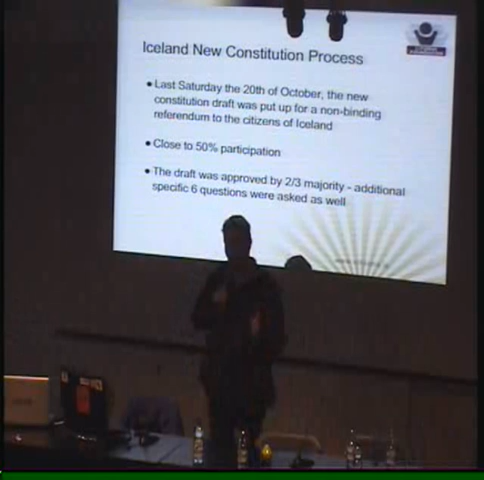 Iceland New Constitution Process
• Last Saturday the 20th of October, the new
constitution draft was put up for a non-binding
referendum to the citizens of Iceland
• Close to 50% participation
• The draft was approved by 2/3 majority - additional
specific 6 questions were asked as well